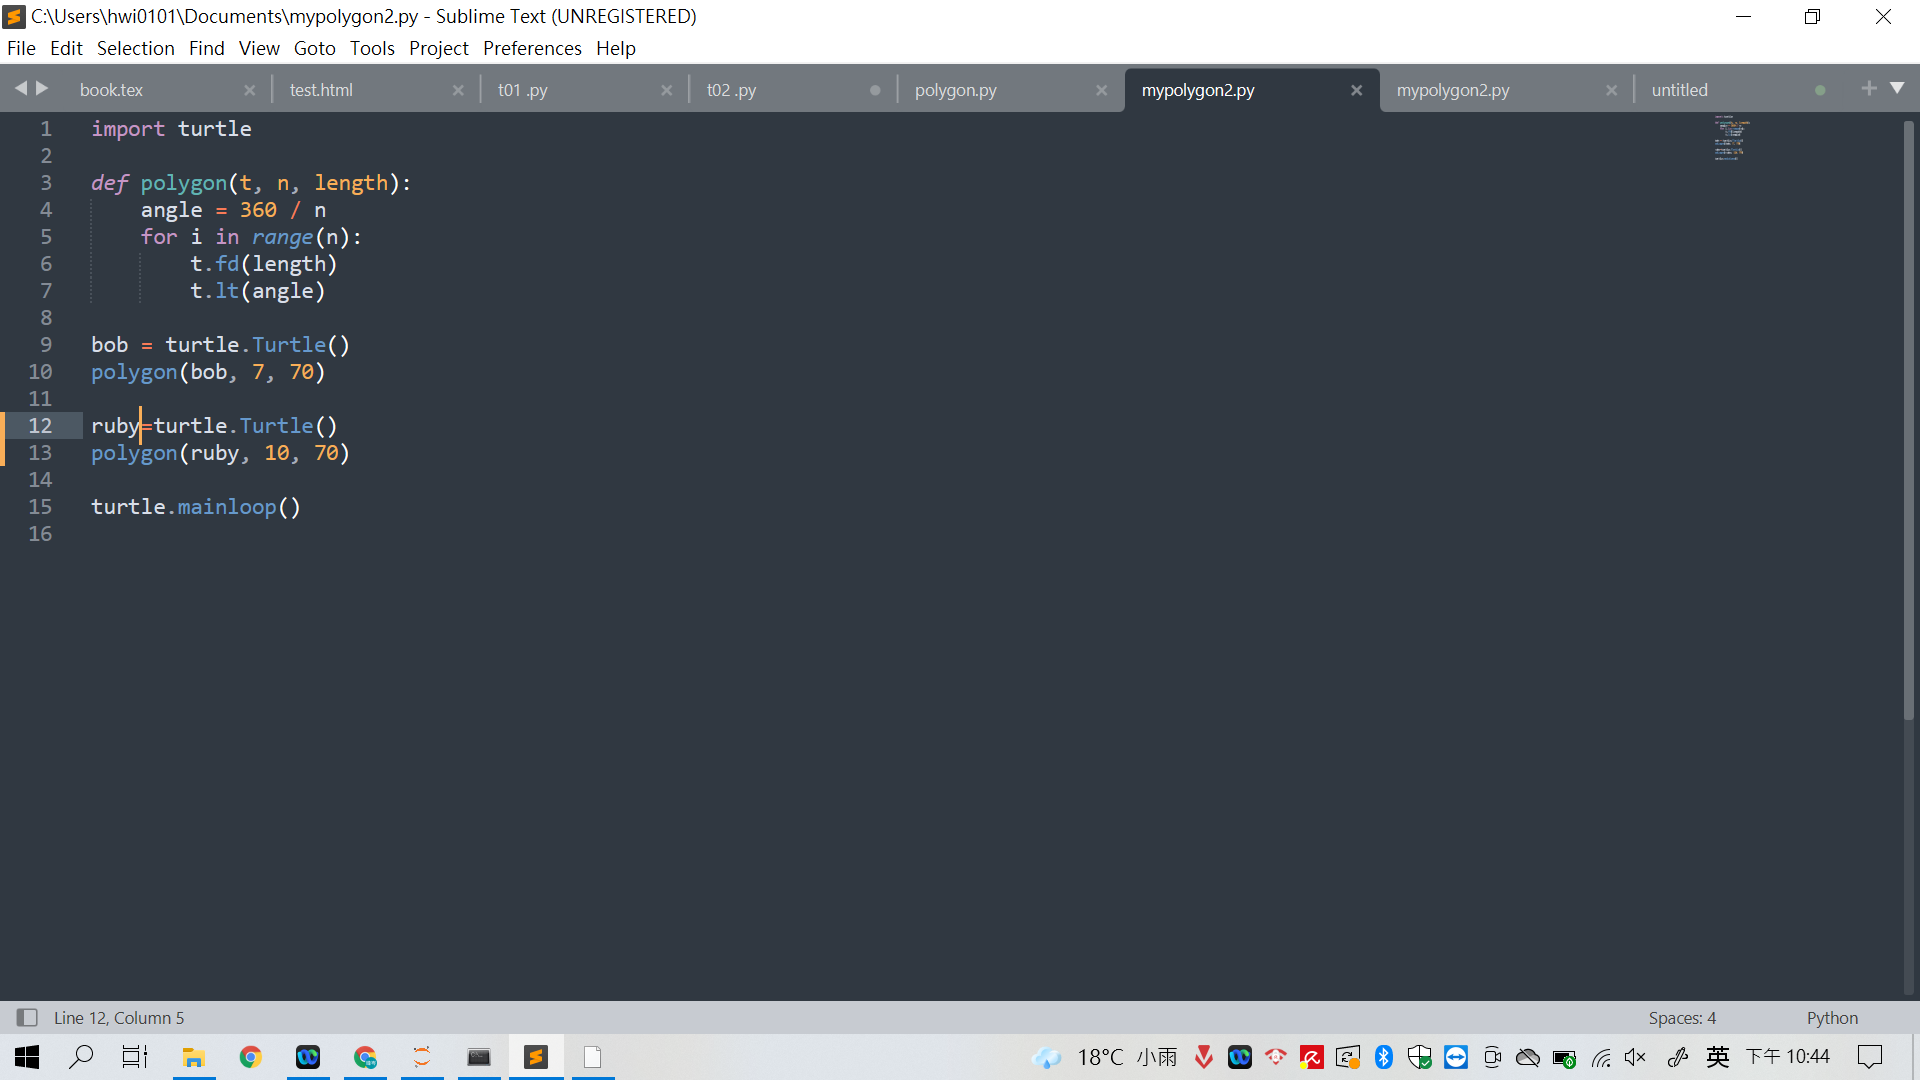 C:\Users\hwi0101\Documents\mypolygon2.py - Sublime Text (UNREGISTERED)
File Edit Selection Find View Goto Tools Project Preferences Help
book.tex test.html t01 .py t02 .py polygon.py mypolygon2.py mypolygon2.py untitled
1 import turtle
2
3 def polygon(t, n, length):
4 angle = 360 / n
5 for i in range(n):
6 t.fd(length)
7 t.lt(angle)
8
9 bob = turtle.Turtle()
10 polygon(bob, 7, 70)
11
12 ruby=turtle.Turtle()
13 polygon(ruby, 10, 70)
14
15 turtle.mainloop()
16
Line 12, Column 5 Spaces: 4 Python
18°C 小雨 英 下午 10:44